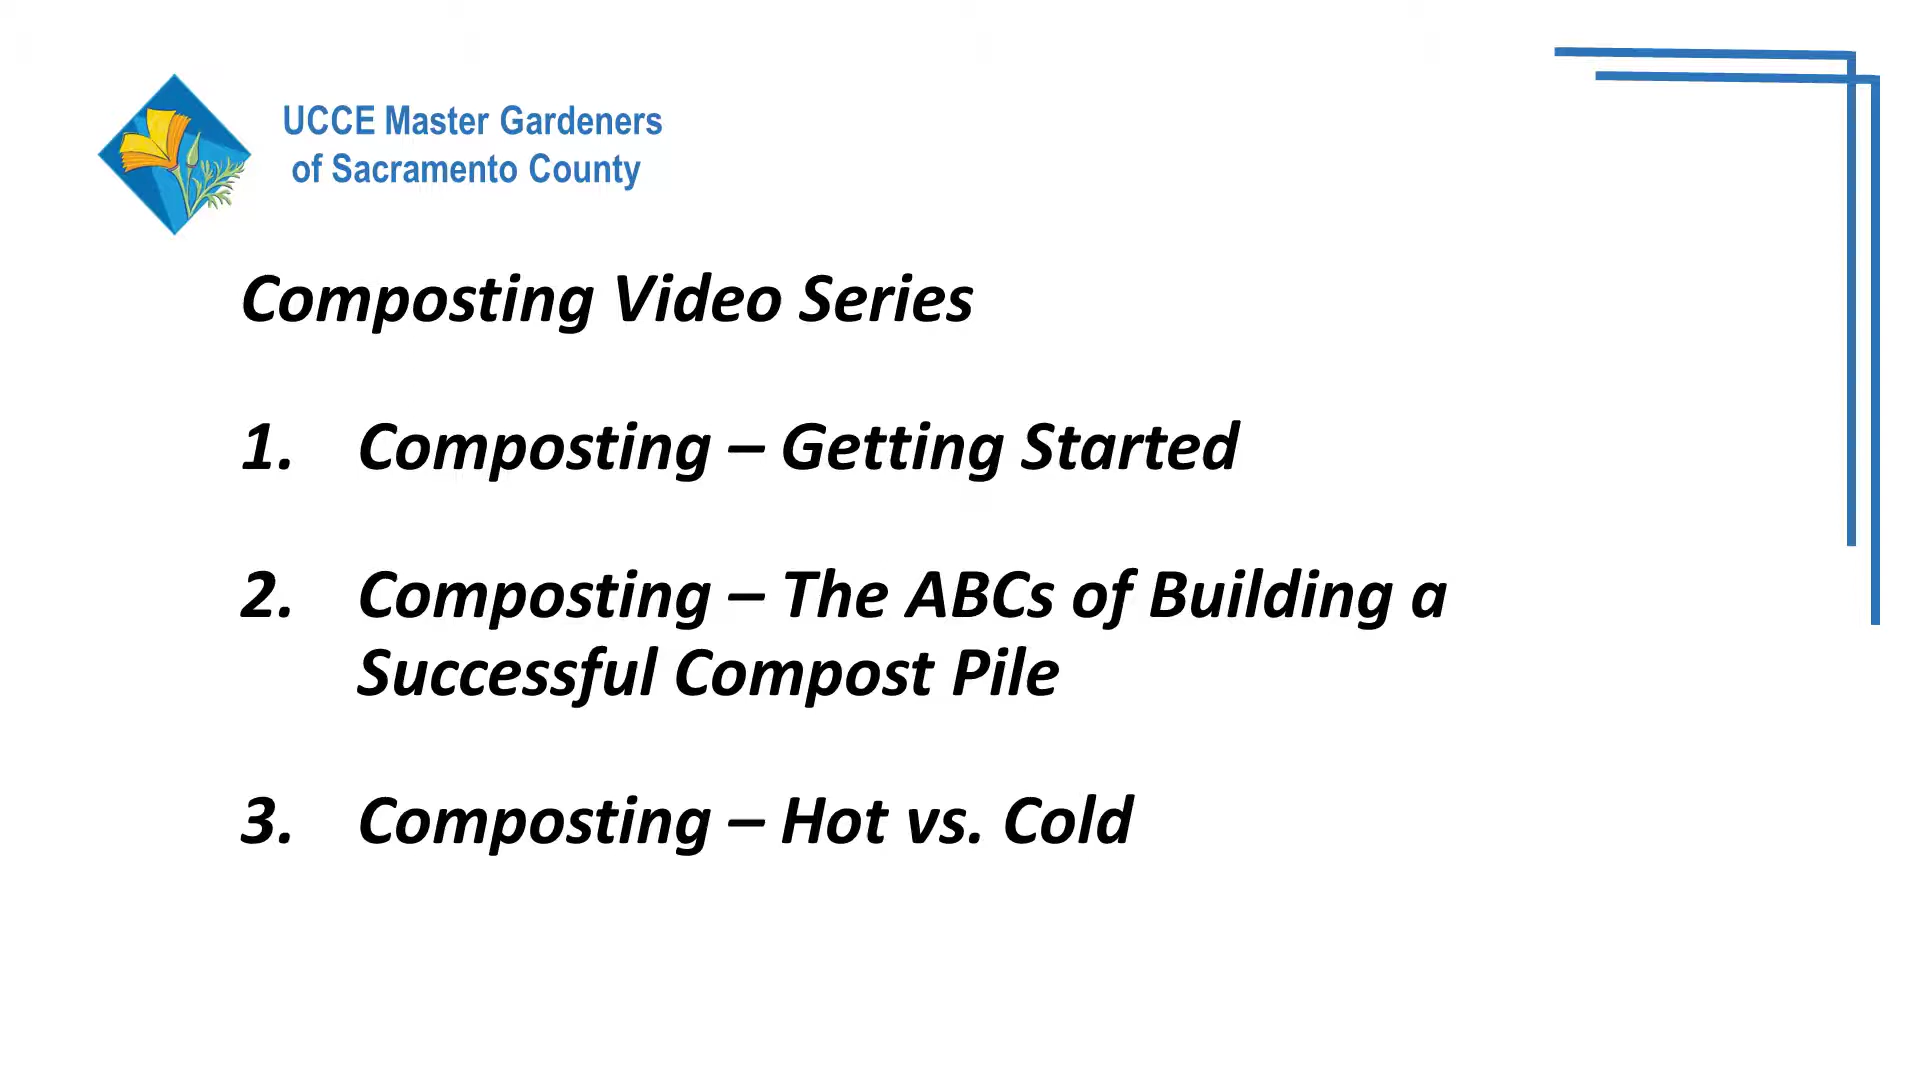 UCCE Master Gardeners
of Sacramento County
Composting Video Series
1. Composting – Getting Started
2. Composting – The ABCs of Building a
Successful Compost Pile
3. Composting – Hot vs. Cold